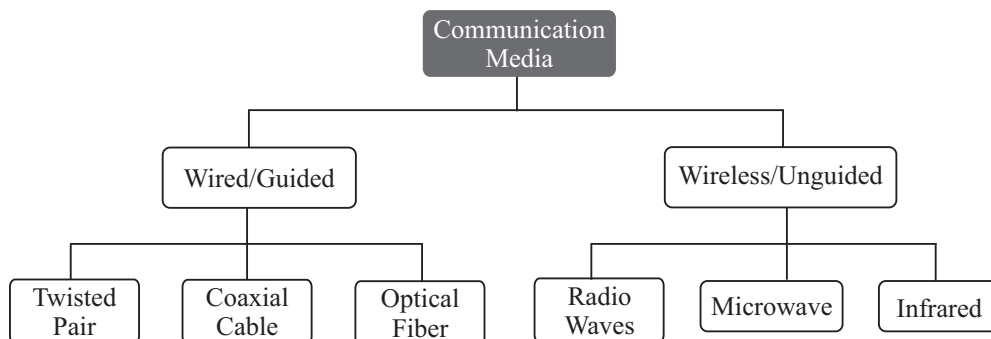 Communication
Media
Wired/Guided
Wireless/Unguided
Twisted
Pair
Coaxial
Cable
Optical
Fiber
Radio
Waves
Microwave
Infrared